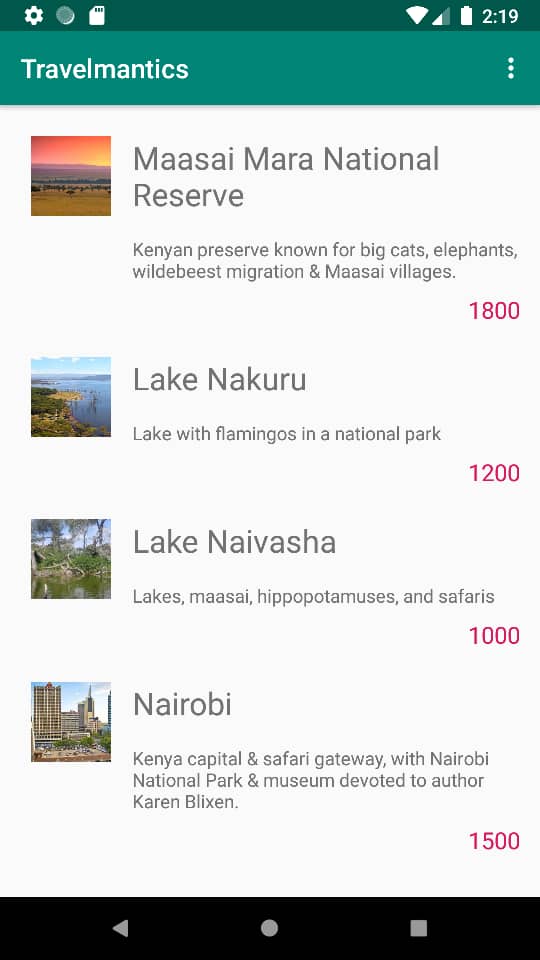 2:19
Travelmantics
Maasai Mara National
Reserve
Kenyan preserve known for big cats, elephants,
wildebeest migration & Maasai villages.
1800
Lake Nakuru
Lake with flamingos in a national park
1200
Lake Naivasha
Lakes, maasai, hippopotamuses, and safaris
1000
Nairobi
Kenya capital & safari gateway, with Nairobi
National Park & museum devoted to author
Karen Blixen.
1500